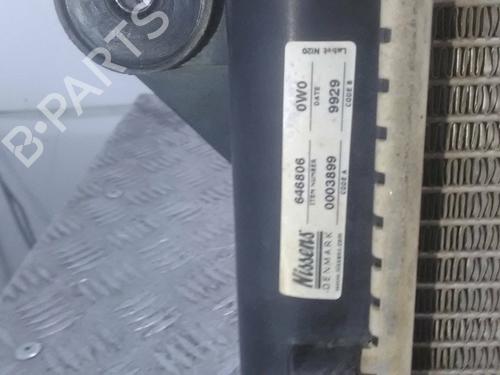 B-PARTS
Nissens
DENMARK
www.nissens.com
646806
ITEM NUMBER
0003899
CODE A
0W0
DATE
9929
CODE B